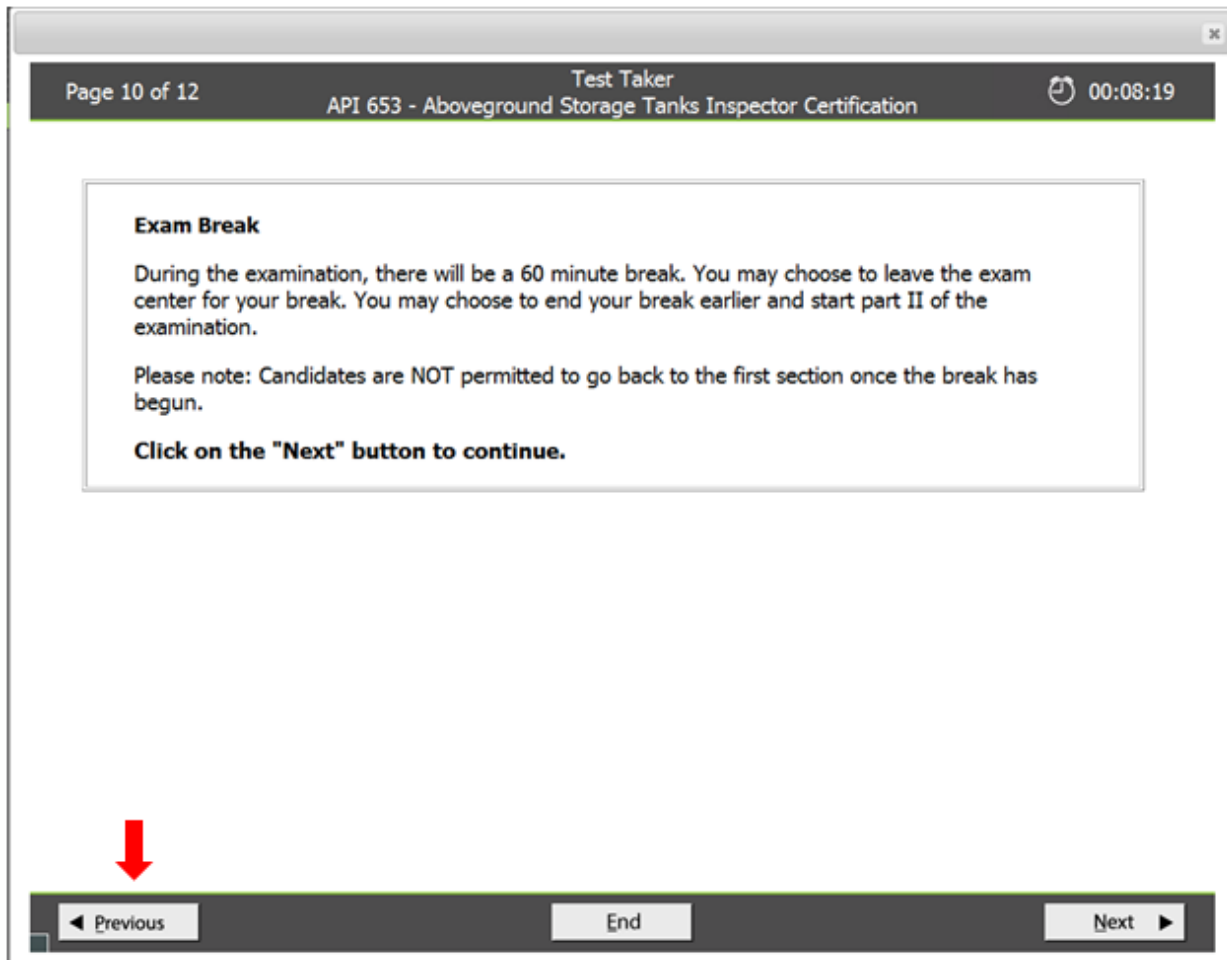 Page 10 of 12
Test Taker
API 653 - Aboveground Storage Tanks Inspector Certification
00:08:19
Exam Break
During the examination, there will be a 60 minute break. You may choose to leave the exam
center for your break. You may choose to end your break earlier and start part II of the
examination.
Please note: Candidates are NOT permitted to go back to the first section once the break has
begun.
Click on the "Next" button to continue.
Previous
End
Next